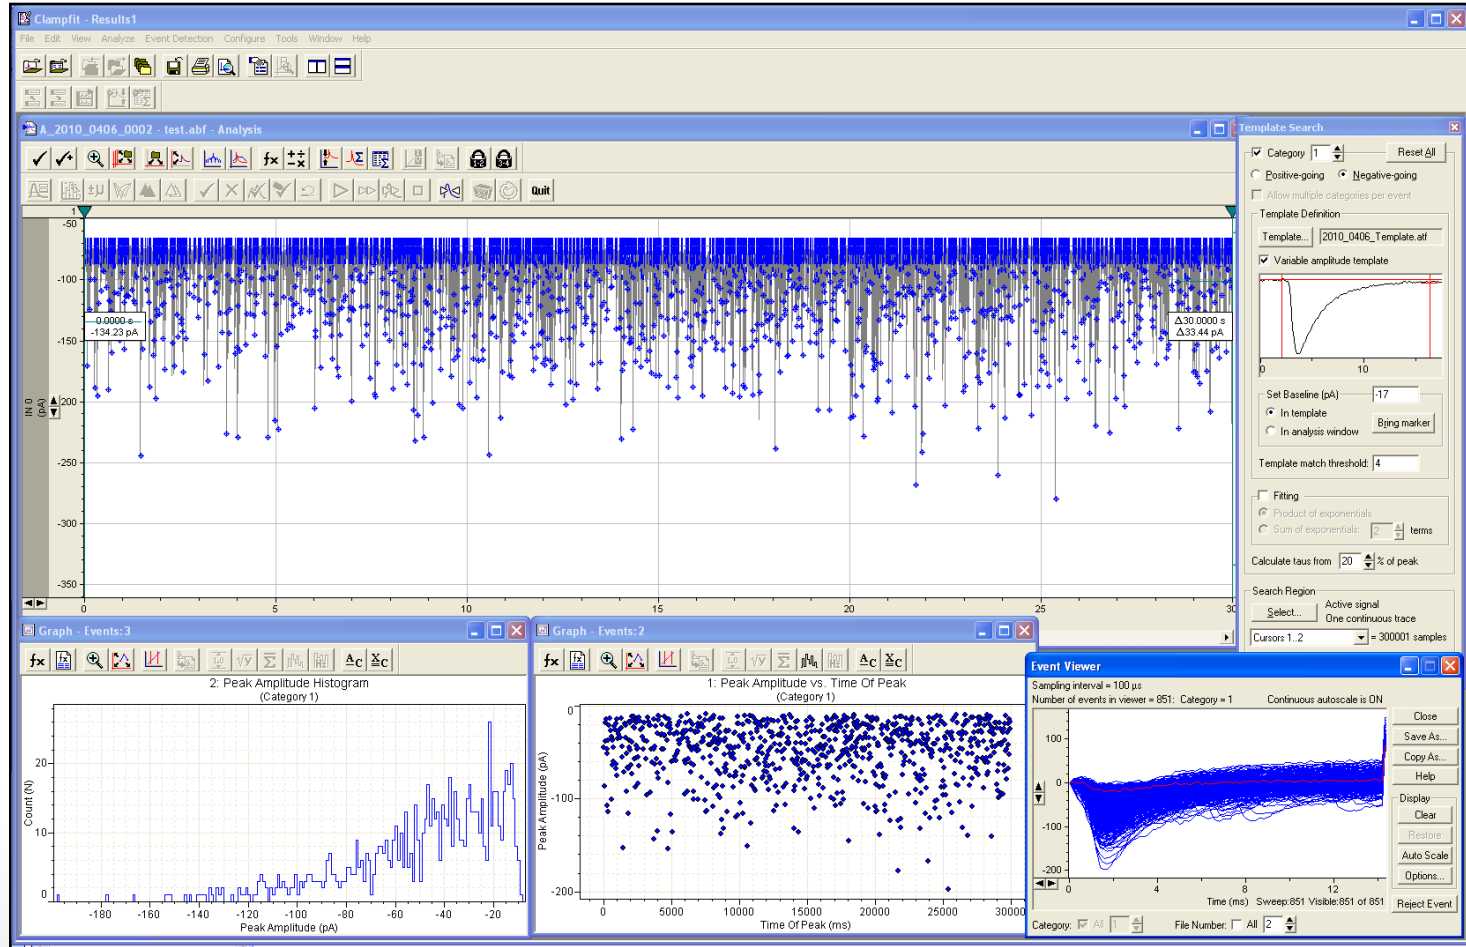 Clampfit - Results1
File Edit View Analyze Event Detection Configure Tools Window Help
A_2010_0406_0002 - test.abf - Analysis
Quit
1
-50
-100
-150
-200
-250
-300
-350
IN 0
(pA)
0.0000 s
-134.23 pA
Δ30.0000 s
Δ33.44 pA
0 5 10 15 20 25 30
Template Search
Category 1 Reset All
Positive-going Negative-going
Allow multiple categories per event
Template Definition
Template... 2010_0406_Template.atf
Variable amplitude template
0 10
Set Baseline (pA) -17
In template
In analysis window
Bring marker
Template match threshold: 4
Fitting
Product of exponentials
Sum of exponentials: 2 terms
Calculate taus from 20 % of peak
Search Region
Select... Active signal
One continuous trace
Cursors 1..2 = 300001 samples
Graph - Events:3
2: Peak Amplitude Histogram
(Category 1)
Count (N)
20
10
0
-180 -160 -140 -120 -100 -80 -60 -40 -20
Peak Amplitude (pA)
Graph - Events:2
1: Peak Amplitude vs. Time Of Peak
(Category 1)
Peak Amplitude (pA)
0
-100
-200
0 5000 10000 15000 20000 25000 30000
Time Of Peak (ms)
Event Viewer
Sampling interval = 100 µs
Number of events in viewer = 851: Category = 1 Continuous autoscale is ON
100
0
-100
-200
0 4 8 12
Time (ms) Sweep:851 Visible:851 of 851
Close
Save As...
Copy As...
Help
Display
Clear
Restore
Auto Scale
Options...
Reject Event
Category: All 1 File Number: All 2